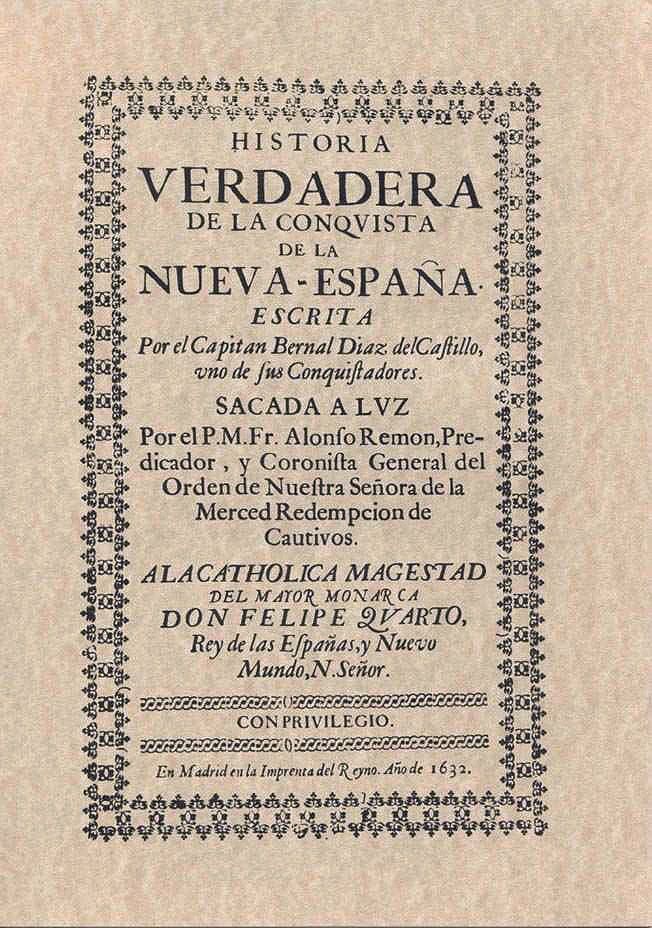 HISTORIA
VERDADERA
DE LA CONQVISTA
DE LA
NUEVA-ESPAÑA.
ESCRITA
Por el Capitan Bernal Diaz, del Caſtillo,
vno de ſus Conquiſtadores.
SACADA A LVZ
Por el P.M.Fr. Alonſo Remon, Pre-
dicador, y Coroniſta General del
Orden de Nueſtra Señora de la
Merced Redempcion de
Cautivos.
A LA CATHOLICA MAGESTAD
DEL MAYOR MONARCA
DON FELIPE QVARTO,
Rey de las Eſpañas, y Nuevo
Mundo, N. Señor.
CON PRIVILEGIO.
En Madrid en la Imprenta del Reyno. Año de 1632.